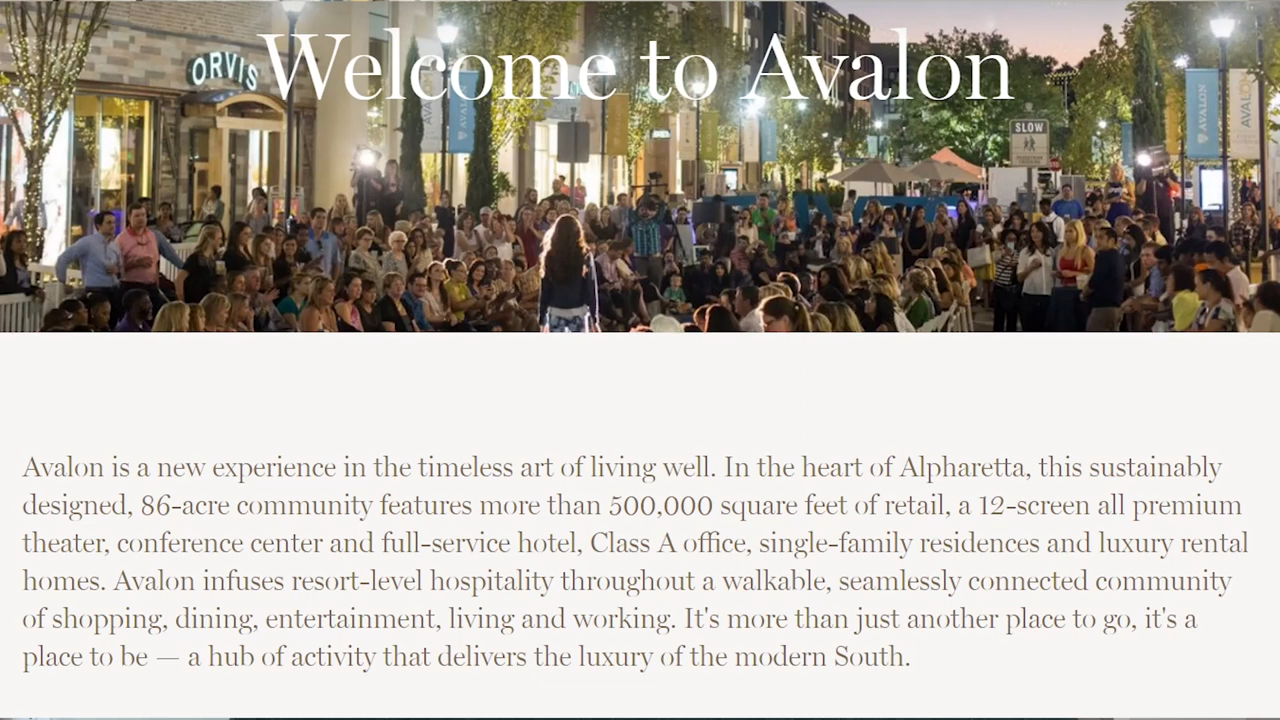 Welcome to Avalon
ORVIS
AVALON
AVALON
SLOW
Avalon is a new experience in the timeless art of living well. In the heart of Alpharetta, this sustainably
designed, 86-acre community features more than 500,000 square feet of retail, a 12-screen all premium
theater, conference center and full-service hotel, Class A office, single-family residences and luxury rental
homes. Avalon infuses resort-level hospitality throughout a walkable, seamlessly connected community
of shopping, dining, entertainment, living and working. It's more than just another place to go, it's a
place to be — a hub of activity that delivers the luxury of the modern South.